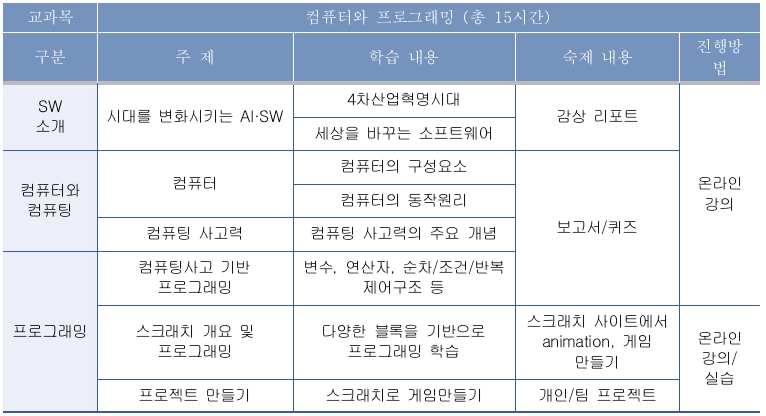 교과목
컴퓨터와 프로그래밍 (총 15시간)
구분
주 제
학습 내용
숙제 내용
진행방
법
SW
소개
시대를 변화시키는 AI·SW
4차산업혁명시대
세상을 바꾸는 소프트웨어
감상 리포트
온라인
강의
컴퓨터와
컴퓨팅
컴퓨터
컴퓨터의 구성요소
컴퓨터의 동작원리
보고서/퀴즈
컴퓨팅 사고력
컴퓨팅 사고력의 주요 개념
프로그래밍
컴퓨팅사고 기반
프로그래밍
변수, 연산자, 순차/조건/반복
제어구조 등
스크래치 개요 및
프로그래밍
다양한 블록을 기반으로
프로그래밍 학습
스크래치 사이트에서
animation, 게임
만들기
온라인
강의/
실습
프로젝트 만들기
스크래치로 게임만들기
개인/팀 프로젝트